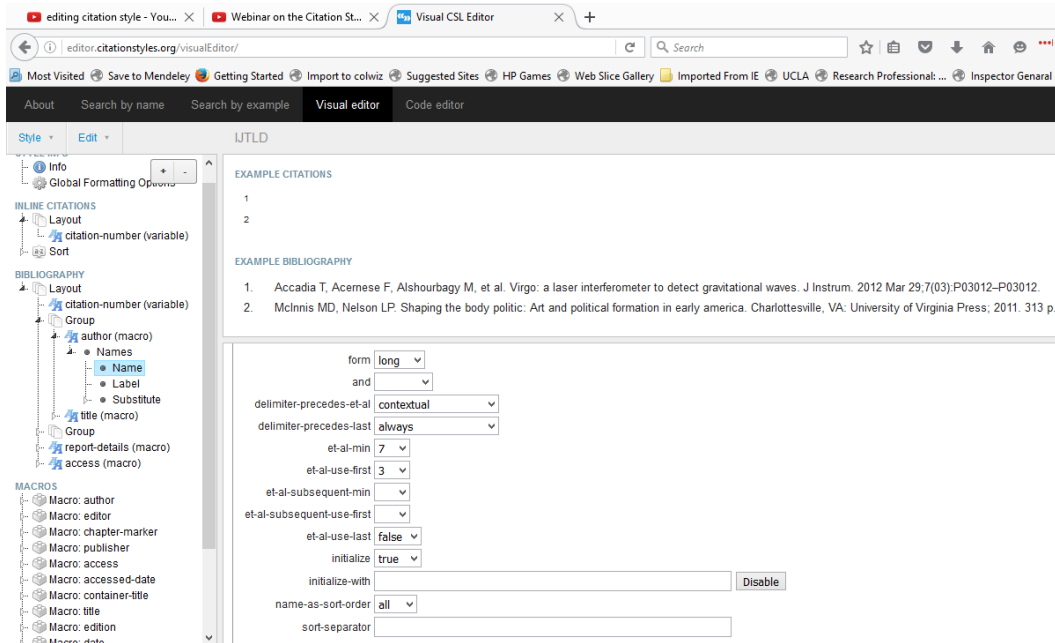 editing citation style - You...
Webinar on the Citation St...
Visual CSL Editor
editor.citationstyles.org/visualEditor/
Search
Most Visited Save to Mendeley Getting Started Import to colwiz Suggested Sites HP Games Web Slice Gallery Imported From IE UCLA Research Professional: ... Inspector Genaral
About Search by name Search by example Visual editor Code editor
Style Edit IJTLD
Info
Global Formatting Options
INLINE CITATIONS
Layout
citation-number (variable)
Sort
BIBLIOGRAPHY
Layout
citation-number (variable)
Group
author (macro)
Names
Name
Label
Substitute
title (macro)
Group
report-details (macro)
access (macro)
MACROS
Macro: author
Macro: editor
Macro: chapter-marker
Macro: publisher
Macro: access
Macro: accessed-date
Macro: container-title
Macro: title
Macro: edition
Macro: date
EXAMPLE CITATIONS
1
2
EXAMPLE BIBLIOGRAPHY
1. Accadia T, Acernese F, Alshourbagy M, et al. Virgo: a laser interferometer to detect gravitational waves. J Instrum. 2012 Mar 29;7(03):P03012–P03012.
2. McInnis MD, Nelson LP. Shaping the body politic: Art and political formation in early america. Charlottesville, VA: University of Virginia Press; 2011. 313 p.
form long
and
delimiter-precedes-et-al contextual
delimiter-precedes-last always
et-al-min 7
et-al-use-first 3
et-al-subsequent-min
et-al-subsequent-use-first
et-al-use-last false
initialize true
initialize-with Disable
name-as-sort-order all
sort-separator